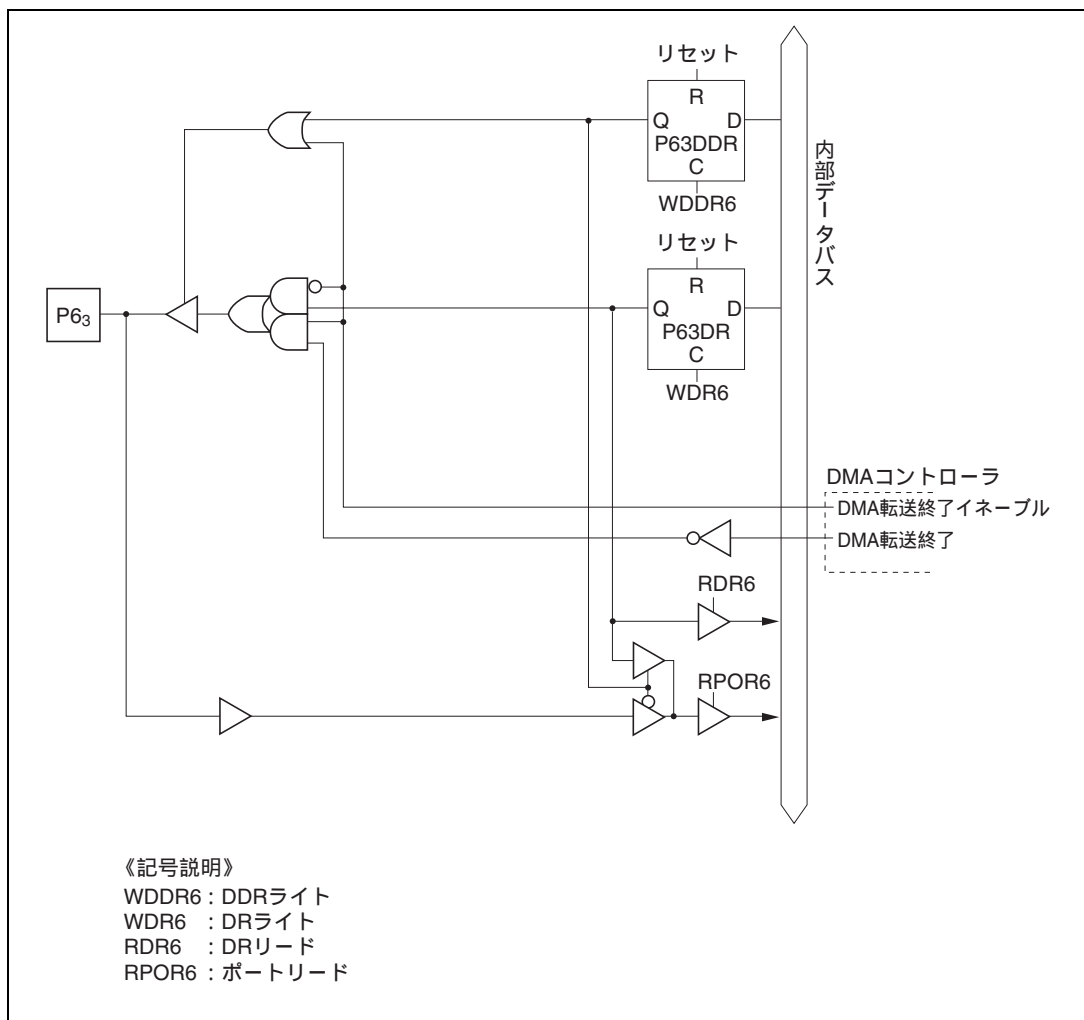 リセット
R
Q D
P63DDR
C
WDDR6
内部データバス
リセット
R
Q D
P63DR
C
WDR6
P6₃
DMAコントローラ
DMA転送終了イネーブル
DMA転送終了
RDR6
RPOR6
《記号説明》
WDDR6 : DDRライト
WDR6 : DRライト
RDR6 : DRリード
RPOR6 : ポートリード